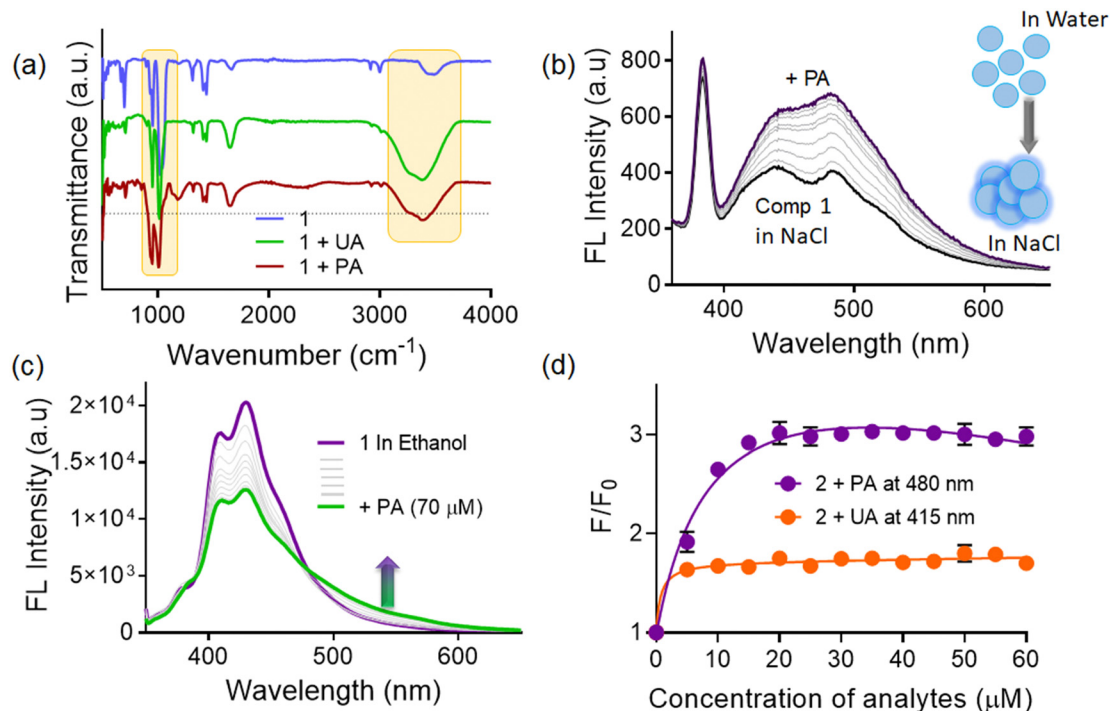 (a)
Transmittance (a.u.)
1
1 + UA
1 + PA
1000
2000
3000
4000
Wavenumber (cm⁻¹)
(b)
FL Intensity (a.u)
800
600
400
200
0
+ PA
Comp 1
in NaCl
In Water
In NaCl
400
500
600
Wavelength (nm)
(c)
FL Intensity (a.u)
2×10⁴
2×10⁴
1×10⁴
5×10³
0
1 In Ethanol
+ PA (70 μM)
400
500
600
Wavelength (nm)
(d)
F/F₀
3
2
1
2 + PA at 480 nm
2 + UA at 415 nm
0
10
20
30
40
50
60
Concentration of analytes (μM)